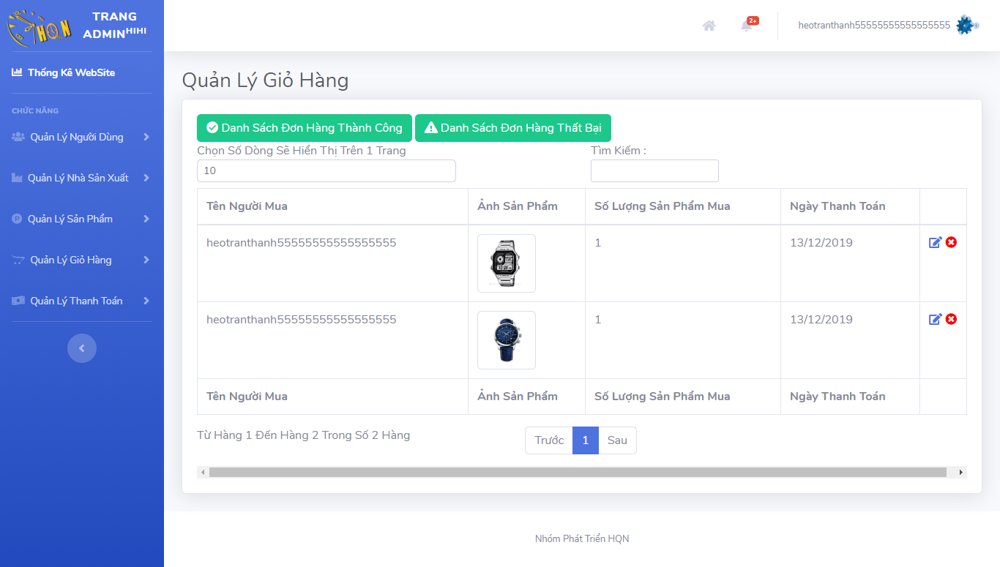 HQN
TRANG
ADMINHIHI
Thống Kê WebSite
CHỨC NĂNG
Quản Lý Người Dùng
Quản Lý Nhà Sản Xuất
Quản Lý Sản Phẩm
Quản Lý Giỏ Hàng
Quản Lý Thanh Toán
2+
heotranthanh55555555555555555
Quản Lý Giỏ Hàng
Danh Sách Đơn Hàng Thành Công
Danh Sách Đơn Hàng Thất Bại
Chọn Số Dòng Sẽ Hiển Thị Trên 1 Trang
Tìm Kiếm :
10
Tên Người Mua Ảnh Sản Phẩm Số Lượng Sản Phẩm Mua Ngày Thanh Toán
heotranthanh55555555555555555 1 13/12/2019
heotranthanh55555555555555555 1 13/12/2019
Tên Người Mua Ảnh Sản Phẩm Số Lượng Sản Phẩm Mua Ngày Thanh Toán
Từ Hàng 1 Đến Hàng 2 Trong Số 2 Hàng
Trước 1 Sau
Nhóm Phát Triển HQN